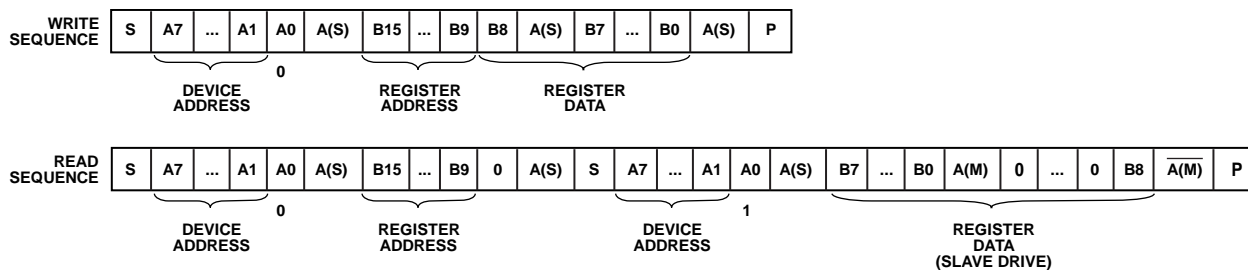 WRITE
SEQUENCE
S A7 ... A1 A0 A(S) B15 ... B9 B8 A(S) B7 ... B0 A(S) P
0
DEVICE
ADDRESS
REGISTER
ADDRESS
REGISTER
DATA
READ
SEQUENCE
S A7 ... A1 A0 A(S) B15 ... B9 0 A(S) S A7 ... A1 A0 A(S) B7 ... B0 A(M) 0 ... 0 B8 A(M) P
0 1
DEVICE
ADDRESS
REGISTER
ADDRESS
DEVICE
ADDRESS
REGISTER
DATA
(SLAVE DRIVE)